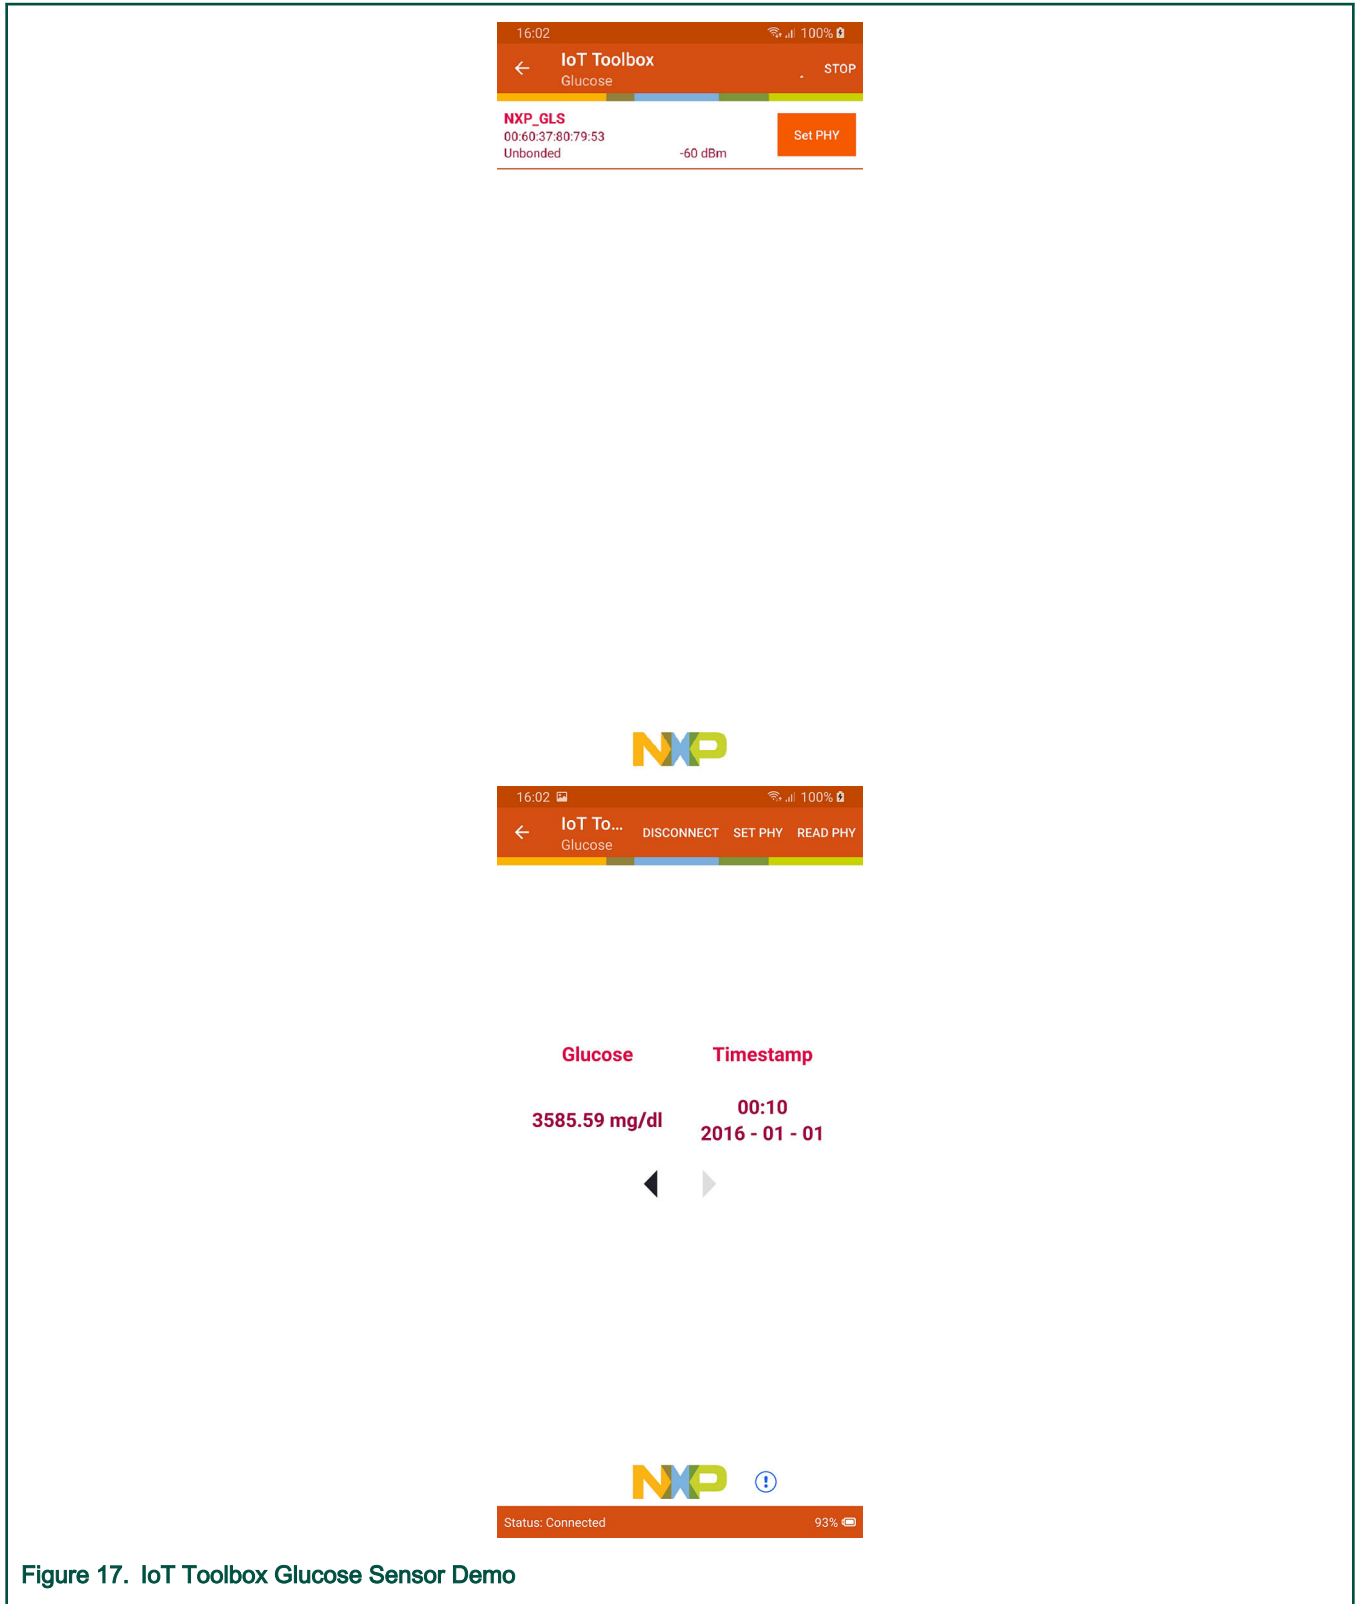 16:02 100%
IoT Toolbox
Glucose
STOP
NXP_GLS
00:60:37:80:79:53
Unbonded -60 dBm
Set PHY
NXP
16:02 100%
IoT To...
Glucose
DISCONNECT SET PHY READ PHY
Glucose Timestamp
3585.59 mg/dl
00:10
2016 - 01 - 01
NXP
Status: Connected 93%
Figure 17. IoT Toolbox Glucose Sensor Demo